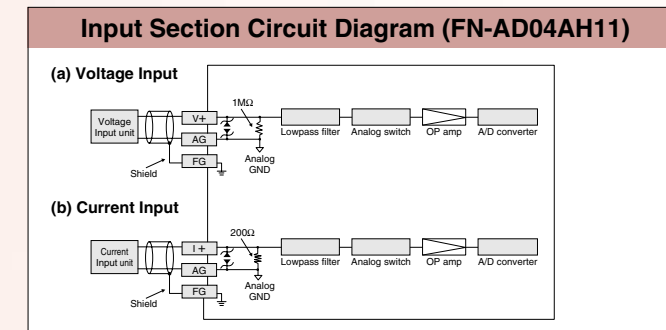 Input Section Circuit Diagram (FN-AD04AH11)
(a) Voltage Input
Voltage
Input unit
V+
AG
FG
Shield
1MΩ
Analog
GND
Lowpass filter
Analog switch
OP amp
A/D converter
(b) Current Input
Current
Input unit
I +
AG
FG
Shield
200Ω
Analog
GND
Lowpass filter
Analog switch
OP amp
A/D converter